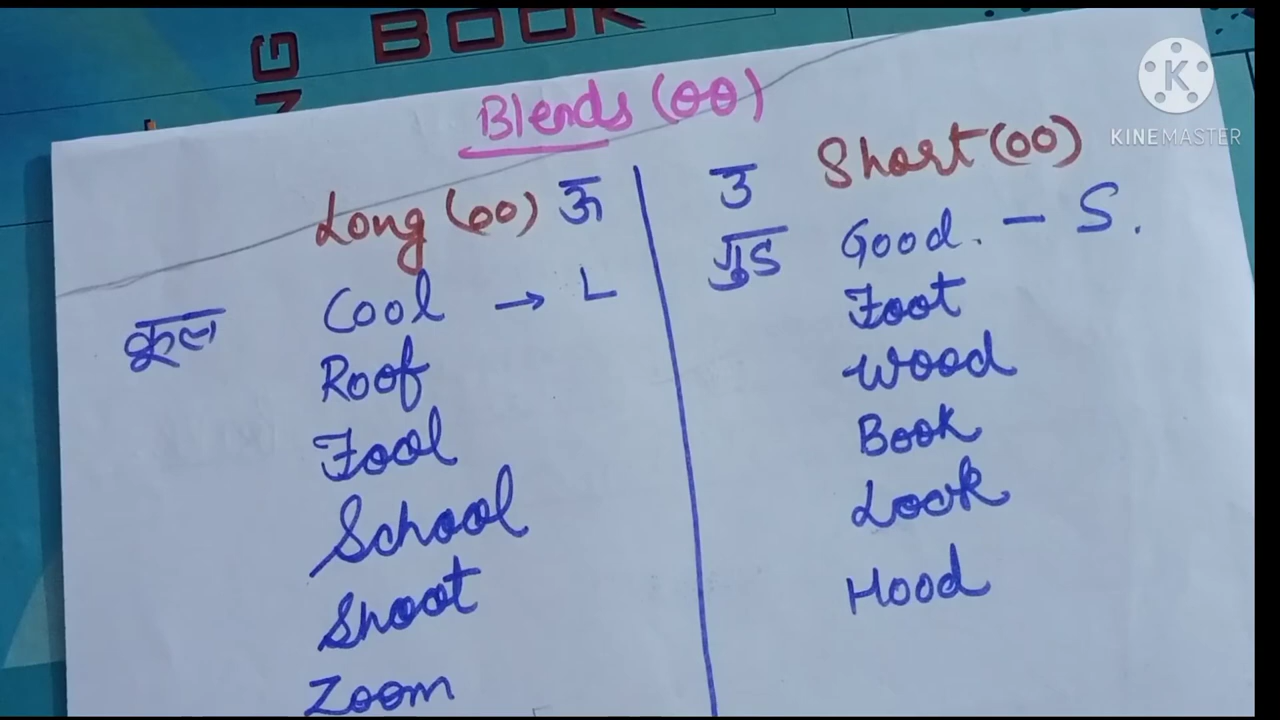 NG BOOK
KINEMASTER
Blends (oo)
Long (oo) ऊ
कूल Cool → L
Roof
Fool
School
Shoot
Zoom
उ Short (oo)
गुड Good. - S.
Foot
Wood
Book
Look
Hood